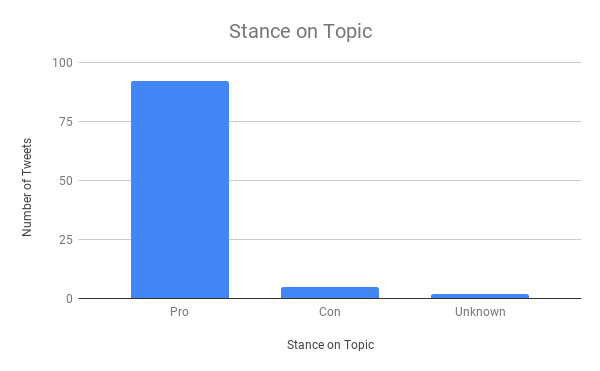 Stance on Topic
100
75
50
25
0
Number of Tweets
Pro
Con
Unknown
Stance on Topic